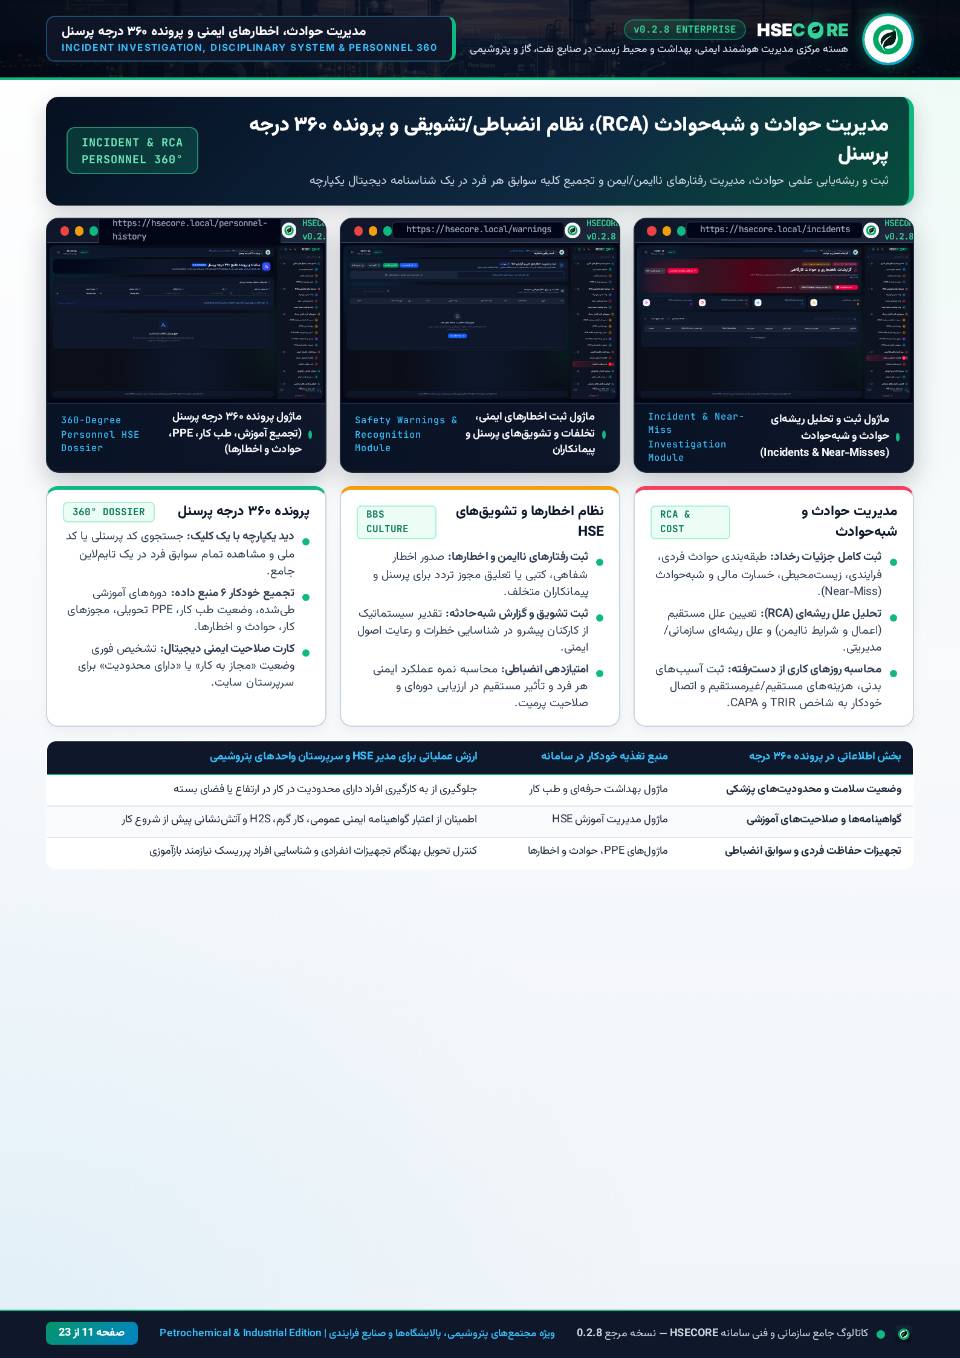 HSECORE
v0.2.8 ENTERPRISE
هسته مرکزی مدیریت هوشمند ایمنی، بهداشت و محیط زیست در صنایع نفت، گاز و پتروشیمی
مدیریت حوادث، اخطارهای ایمنی و پرونده ۳۶۰ درجه پرسنل
INCIDENT INVESTIGATION, DISCIPLINARY SYSTEM & PERSONNEL 360
مدیریت حوادث و شبه‌حوادث (RCA)، نظام انضباطی/تشویقی و پرونده ۳۶۰ درجه
پرسنل
ثبت و ریشه‌یابی علمی حوادث، مدیریت رفتارهای ناایمن/ایمن و تجمیع کلیه سوابق هر فرد در یک شناسنامه دیجیتال یکپارچه
INCIDENT & RCA
PERSONNEL 360°
https://hsecore.local/incidents
ماژول ثبت و تحلیل ریشه‌ای
حوادث و شبه‌حوادث
(Incidents & Near-Misses)
Incident & Near-
Miss
Investigation
Module
https://hsecore.local/warnings
ماژول ثبت اخطارهای ایمنی،
تخلفات و تشویق‌های پرسنل و
پیمانکاران
Safety Warnings &
Recognition
Module
https://hsecore.local/personnel-
history
ماژول پرونده ۳۶۰ درجه پرسنل
(تجمیع آموزش، طب کار، PPE،
حوادث و اخطارها)
360-Degree
Personnel HSE
Dossier
مدیریت حوادث و
شبه‌حوادث
RCA &
COST
ثبت کامل جزئیات رخداد: طبقه‌بندی حوادث فردی،
فرایندی، زیست‌محیطی، خسارت مالی و شبه‌حوادث
(Near-Miss).
تحلیل علل ریشه‌ای (RCA): تعیین علل مستقیم
(اعمال و شرایط ناایمن) و علل ریشه‌ای سازمانی/
مدیریتی.
محاسبه روزهای کاری از دست‌رفته: ثبت آسیب‌های
بدنی، هزینه‌های مستقیم/غیرمستقیم و اتصال
خودکار به شاخص TRIR و CAPA.
نظام اخطارها و تشویق‌های
HSE
BBS
CULTURE
ثبت رفتارهای ناایمن و اخطارها: صدور اخطار
شفاهی، کتبی یا تعلیق مجوز تردد برای پرسنل و
پیمانکاران متخلف.
ثبت تشویق و گزارش شبه‌حادثه: تقدیر سیستماتیک
از کارکنان پیشرو در شناسایی خطرات و رعایت اصول
ایمنی.
امتیازدهی انضباطی: محاسبه نمره عملکرد ایمنی
هر فرد و تأثیر مستقیم در ارزیابی دوره‌ای و
صلاحیت پرمیت.
پرونده ۳۶۰ درجه پرسنل
360° DOSSIER
دید یکپارچه با یک کلیک: جستجوی کد پرسنلی یا کد
ملی و مشاهده تمام سوابق فرد در یک تایم‌لاین
جامع.
تجمیع خودکار ۶ منبع داده: دوره‌های آموزشی
طی‌شده، وضعیت طب کار، PPE تحویلی، مجوزهای
کار، حوادث و اخطارها.
کارت صلاحیت ایمنی دیجیتال: تشخیص فوری
وضعیت «مجاز به کار» یا «دارای محدودیت» برای
سرپرستان سایت.
بخش اطلاعاتی در پرونده ۳۶۰ درجه
منبع تغذیه خودکار در سامانه
ارزش عملیاتی برای مدیر HSE و سرپرستان واحدهای پتروشیمی
وضعیت سلامت و محدودیت‌های پزشکی
ماژول بهداشت حرفه‌ای و طب کار
جلوگیری از به کارگیری افراد دارای محدودیت در کار در ارتفاع یا فضای بسته
گواهینامه‌ها و صلاحیت‌های آموزشی
ماژول مدیریت آموزش HSE
اطمینان از اعتبار گواهینامه ایمنی عمومی، کار گرم، H2S و آتش‌نشانی پیش از شروع کار
تجهیزات حفاظت فردی و سوابق انضباطی
ماژول‌های PPE، حوادث و اخطارها
کنترل تحویل بهنگام تجهیزات انفرادی و شناسایی افراد پرریسک نیازمند بازآموزی
کاتالوگ جامع سازمانی و فنی سامانه HSECORE — نسخه مرجع 0.2.8
ویژه مجتمع‌های پتروشیمی، پالایشگاه‌ها و صنایع فرایندی | Petrochemical & Industrial Edition
صفحه 11 از 23